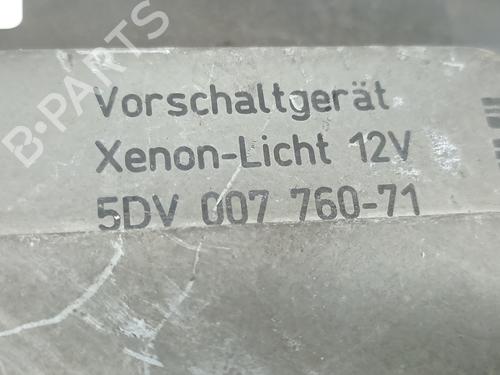 B-PARTS
Vorschaltgerät
Xenon-Licht 12V
5DV 007 760-71